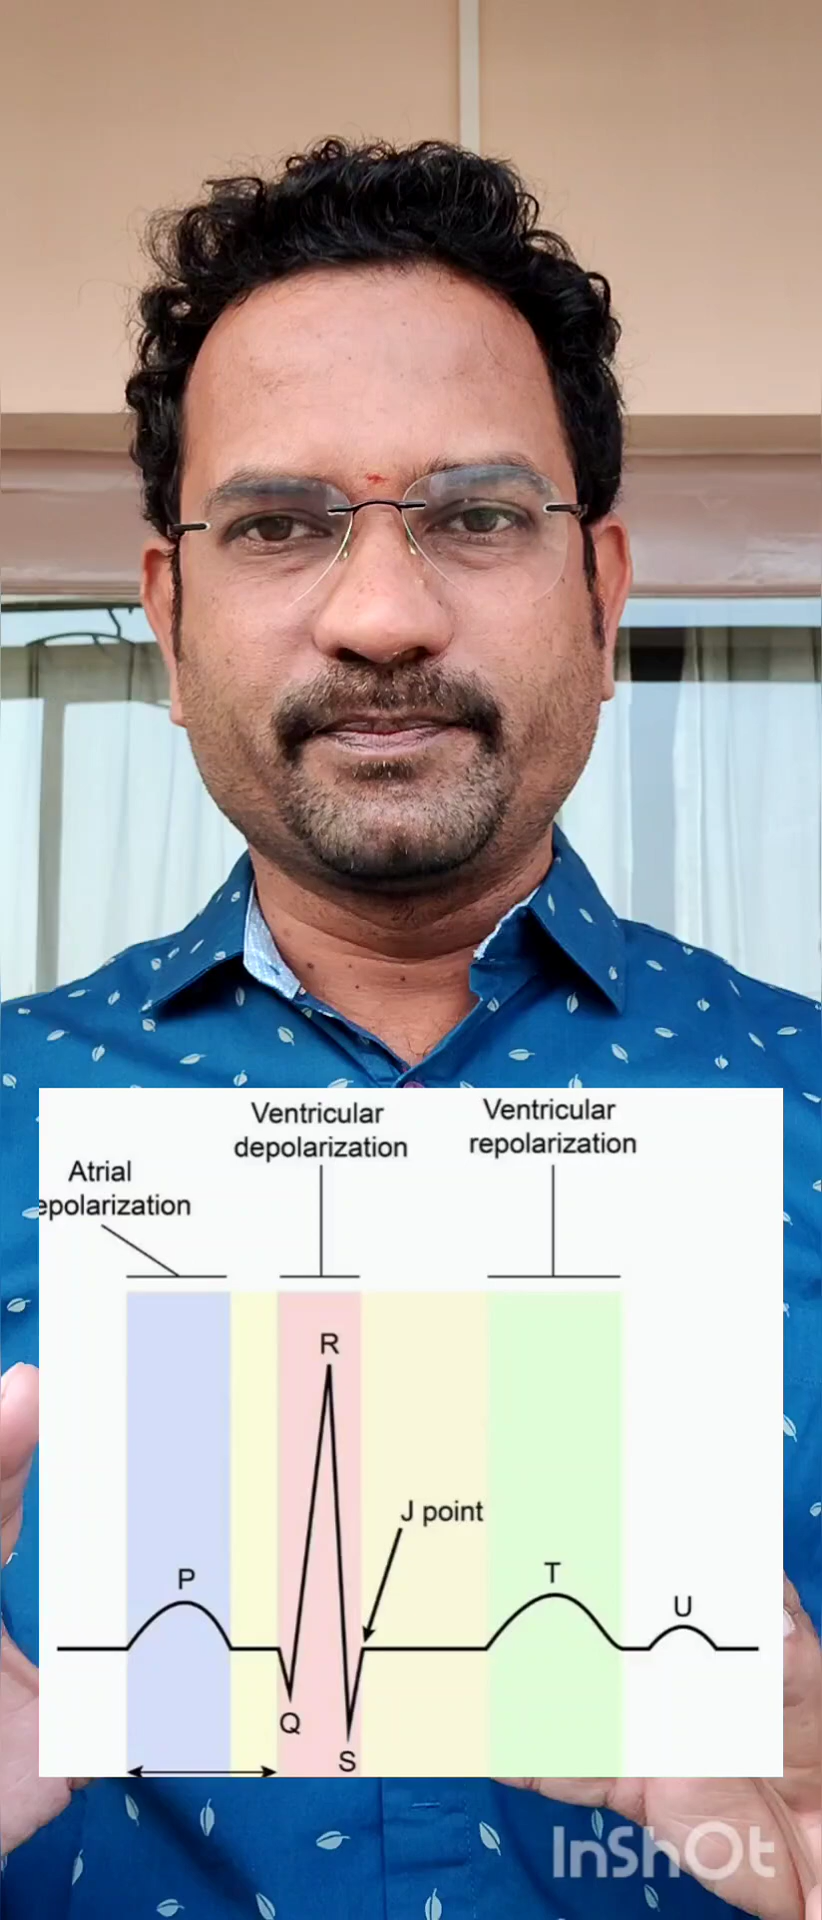 Ventricular
depolarization
Ventricular
repolarization
Atrial
epolarization
R
J point
P
T
U
Q
S
InShOt